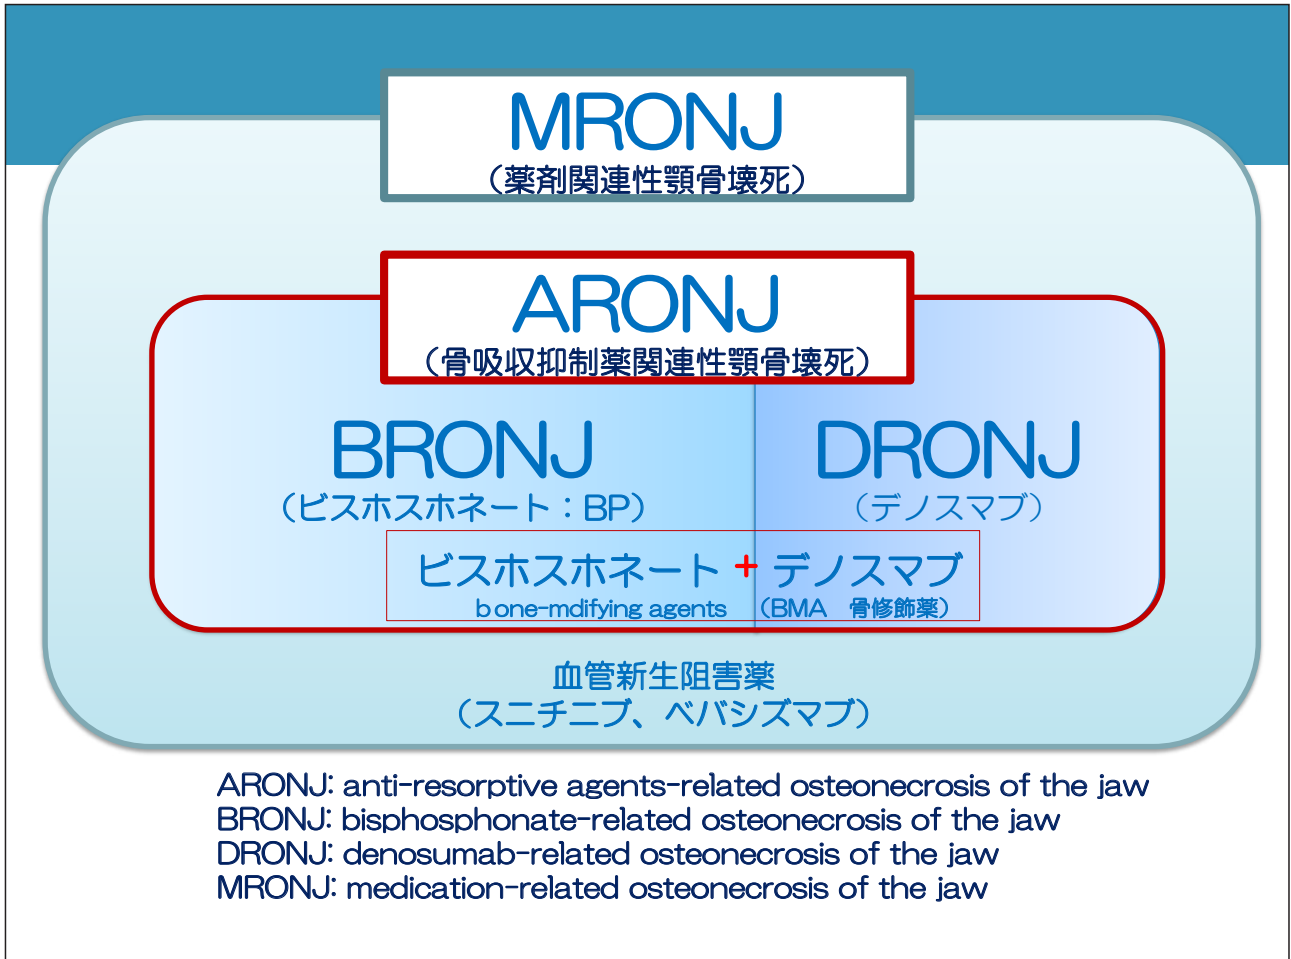 MRONJ
（薬剤関連性顎骨壊死）
ARONJ
（骨吸収抑制薬関連性顎骨壊死）
BRONJ
（ビスホスホネート：BP）
DRONJ
（デノスマブ）
ビスホスホネート + デノスマブ
bone-mdifying agents （BMA 骨修飾薬）
血管新生阻害薬
（スニチニブ、ベバシズマブ）
ARONJ: anti-resorptive agents-related osteonecrosis of the jaw
BRONJ: bisphosphonate-related osteonecrosis of the jaw
DRONJ: denosumab-related osteonecrosis of the jaw
MRONJ: medication-related osteonecrosis of the jaw